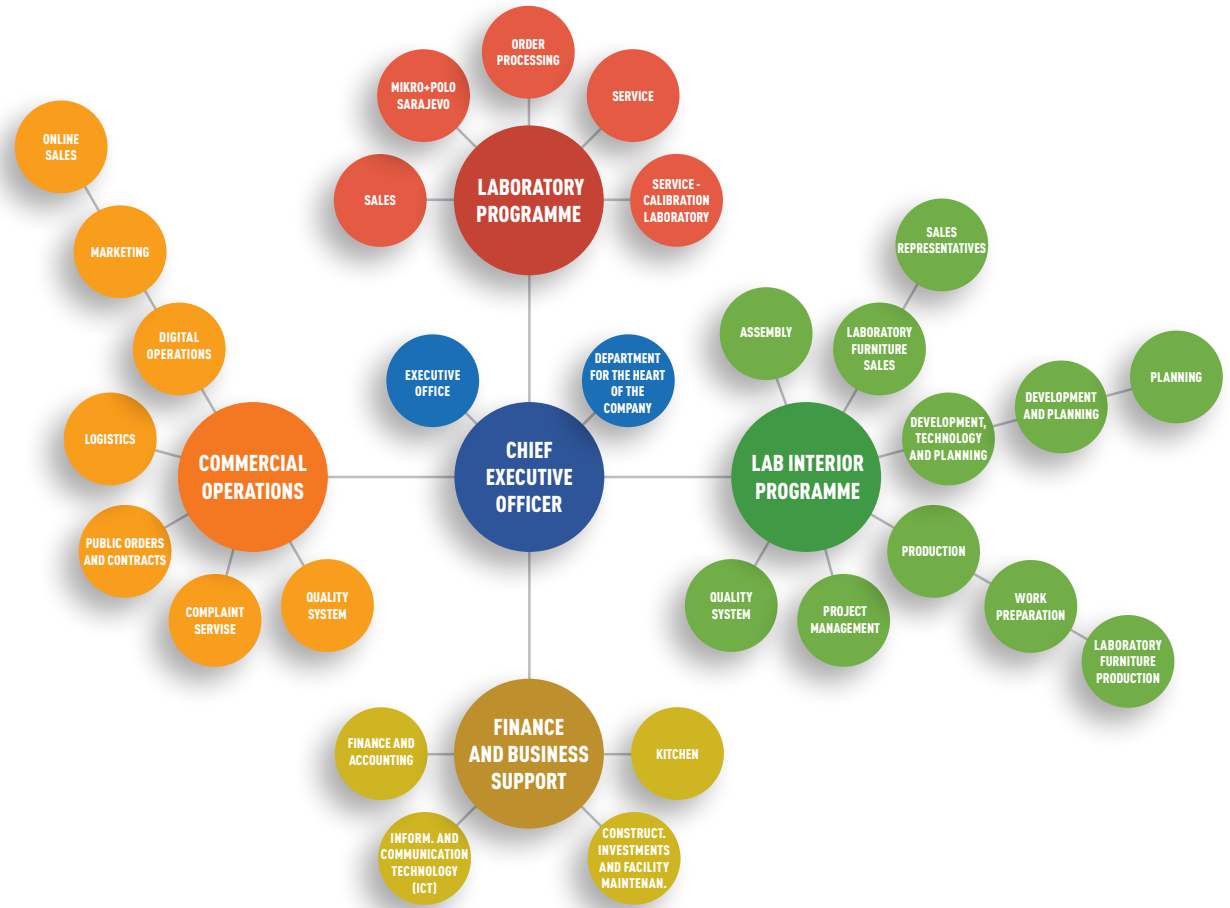 ORDER
PROCESSING
MIKRO+POLO
SARAJEVO
SERVICE
SALES
SERVICE -
CALIBRATION
LABORATORY
LABORATORY
PROGRAMME
ONLINE
SALES
MARKETING
DIGITAL
OPERATIONS
LOGISTICS
PUBLIC ORDERS
AND CONTRACTS
COMPLAINT
SERVISE
QUALITY
SYSTEM
COMMERCIAL
OPERATIONS
EXECUTIVE
OFFICE
DEPARTMENT
FOR THE HEART
OF THE
COMPANY
CHIEF
EXECUTIVE
OFFICER
SALES
REPRESENTATIVES
ASSEMBLY
LABORATORY
FURNITURE
SALES
PLANNING
DEVELOPMENT
AND PLANNING
DEVELOPMENT,
TECHNOLOGY
AND PLANNING
LAB INTERIOR
PROGRAMME
PRODUCTION
WORK
PREPARATION
LABORATORY
FURNITURE
PRODUCTION
QUALITY
SYSTEM
PROJECT
MANAGEMENT
FINANCE
AND BUSINESS
SUPPORT
FINANCE AND
ACCOUNTING
KITCHEN
INFORM. AND
COMMUNICATION
TECHNOLOGY
(ICT)
CONSTRUCT.
INVESTMENTS
AND FACILITY
MAINTENAN.